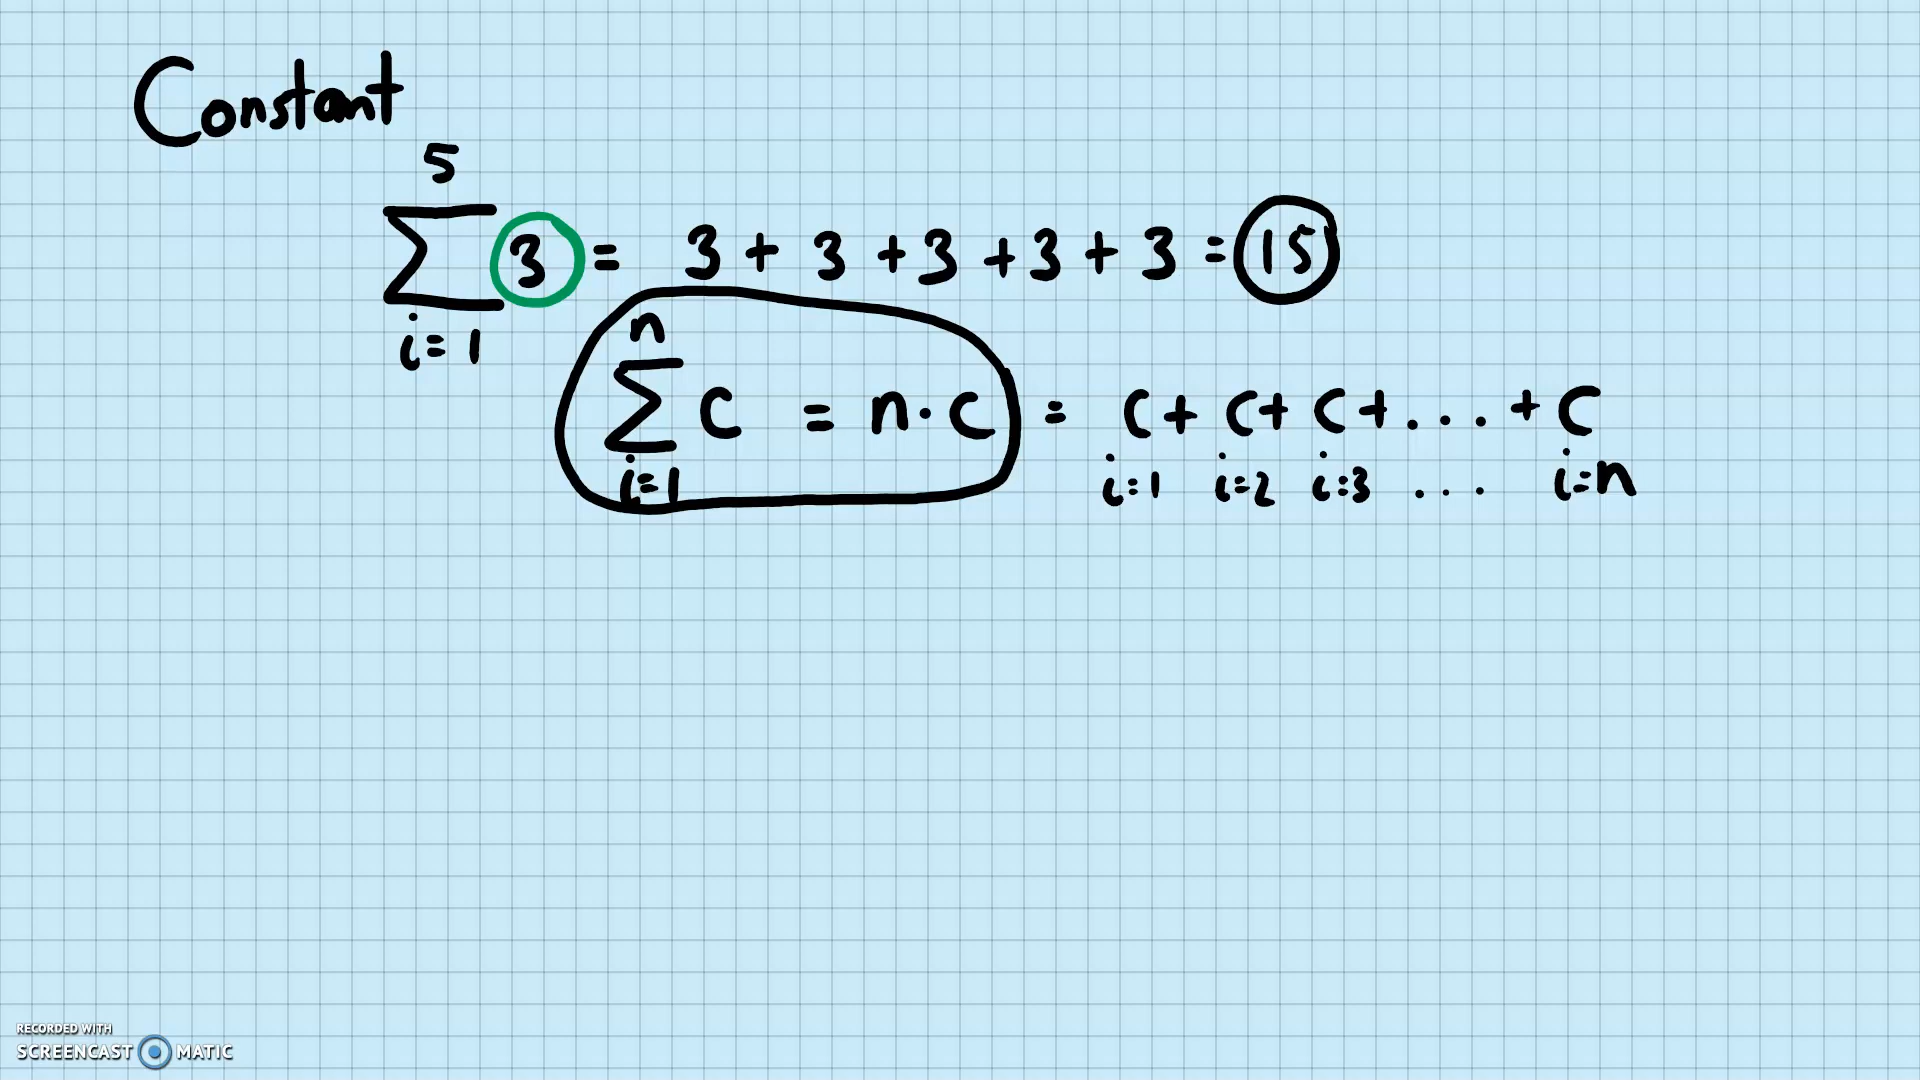 Constant
5
∑ 3 = 3 + 3 + 3 + 3 + 3 = 15
i = 1
n
∑ c = n · c = c + c + c + . . . + c
i=1 i=1 i=2 i=3 . . . i=n
RECORDED WITH
SCREENCAST MATIC